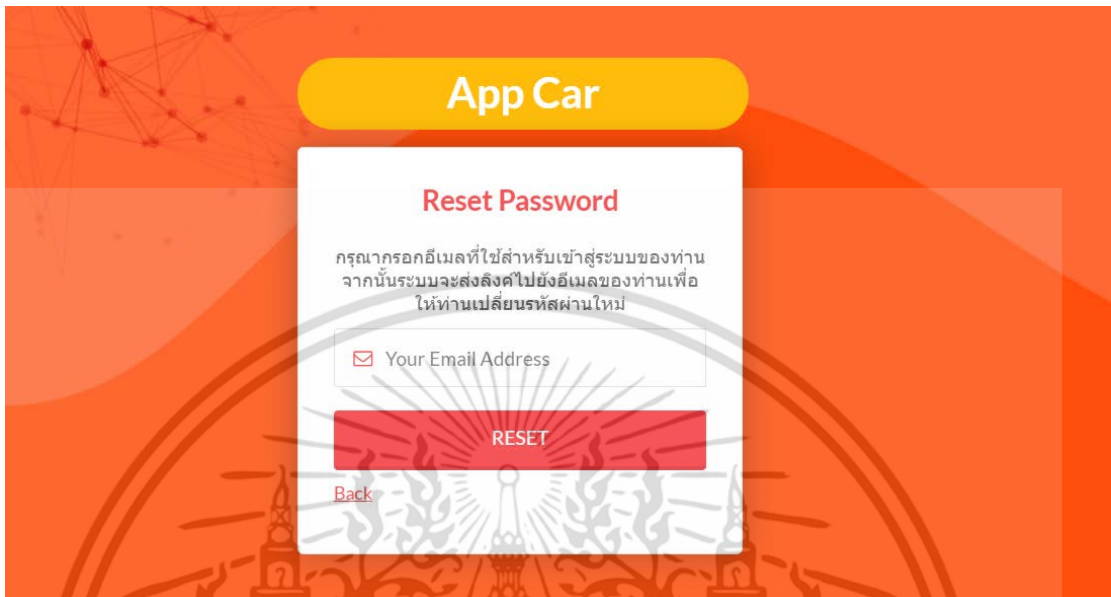 App Car
Reset Password
กรุณากรอกอีเมลที่ใช้สำหรับเข้าสู่ระบบของท่าน
จากนั้นระบบจะส่งลิงค์ไปยังอีเมลของท่านเพื่อ
ให้ท่านเปลี่ยนรหัสผ่านใหม่
Your Email Address
RESET
Back